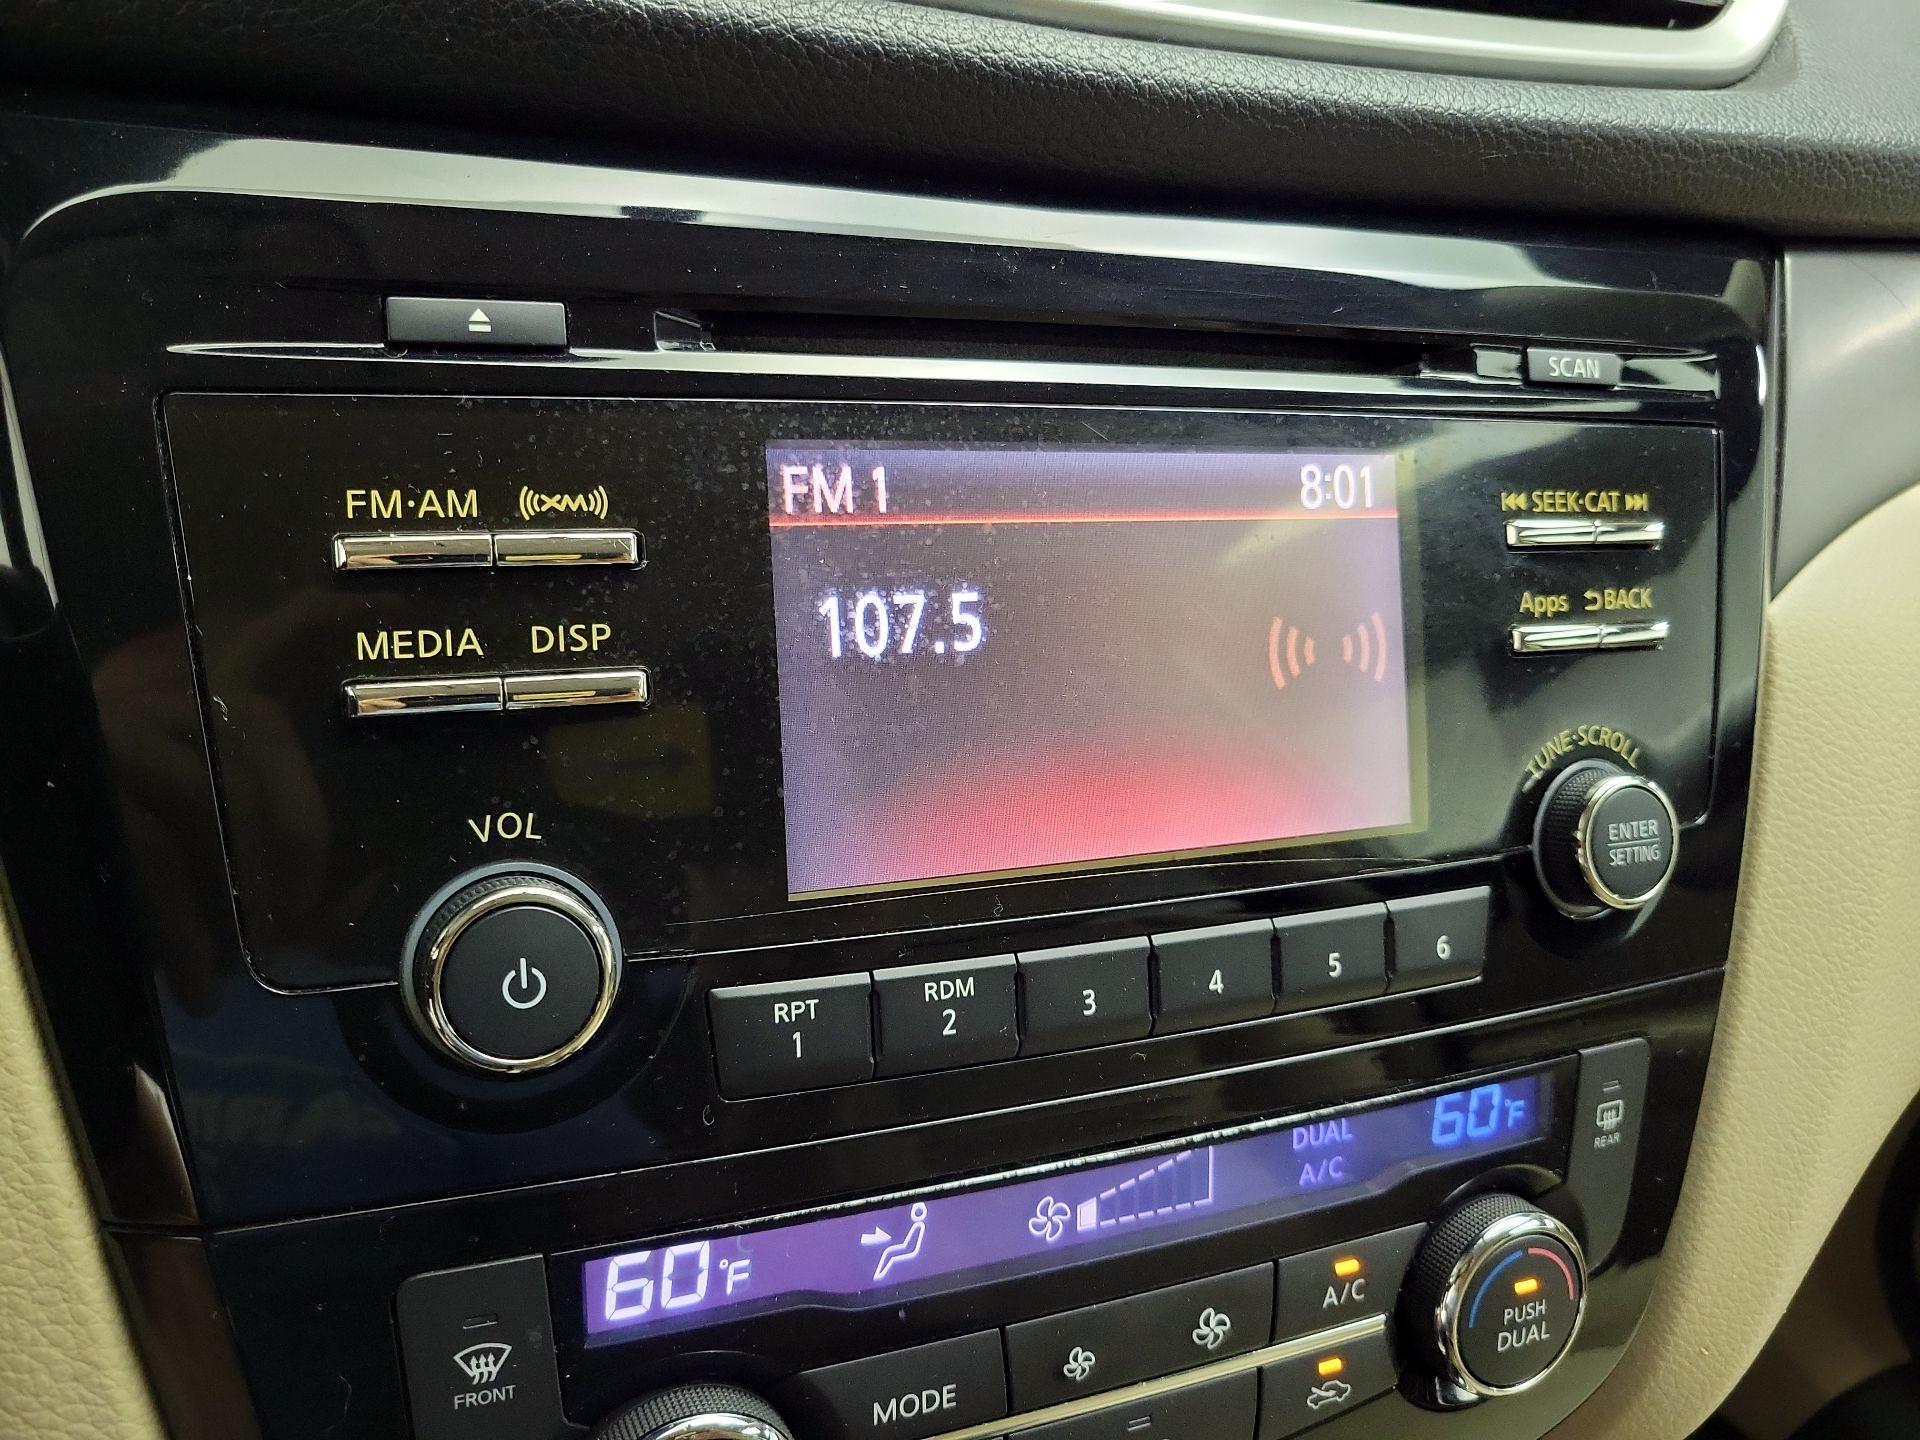 SCAN
FM·AM
XM
FM 1
8:01
SEEK·CAT
Apps
BACK
MEDIA
DISP
107.5
TUNE·SCROLL
VOL
ENTER
SETTING
RPT
1
RDM
2
3
4
5
6
60°F
DUAL
A/C
60°F
REAR
FRONT
MODE
A/C
PUSH
DUAL